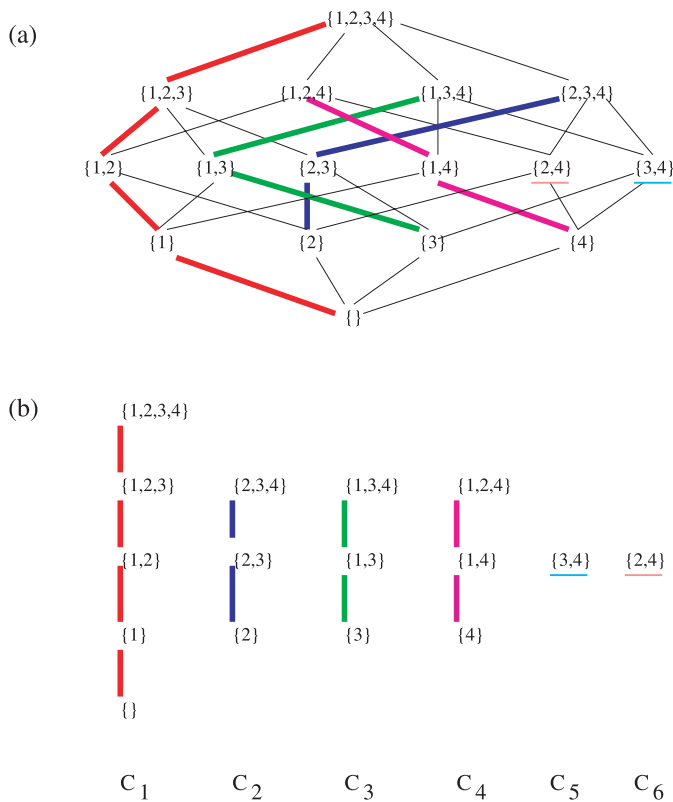 (a)
{1,2,3,4}
{1,2,3} {1,2,4} {1,3,4} {2,3,4}
{1,2} {1,3} {2,3} {1,4} {2,4} {3,4}
{1} {2} {3} {4}
{}
(b)
{1,2,3,4}
{1,2,3} {2,3,4} {1,3,4} {1,2,4}
{1,2} {2,3} {1,3} {1,4} {3,4} {2,4}
{1} {2} {3} {4}
{}
C1 C2 C3 C4 C5 C6